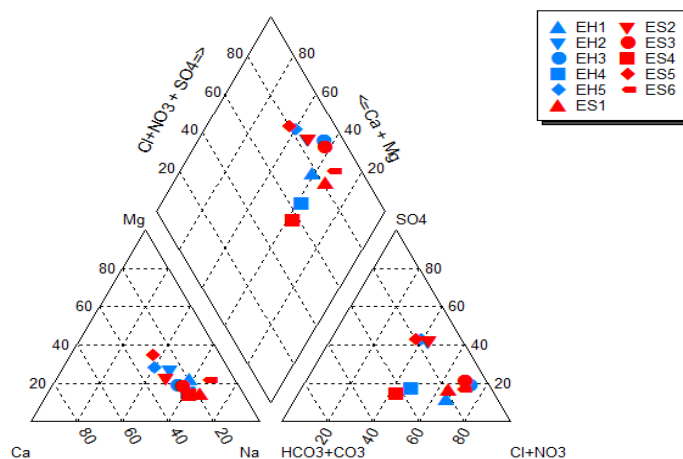 EH1 ES2
EH2 ES3
EH3 ES4
EH4 ES5
EH5 ES6
ES1
80 80
Cl+NO3 + SO4=>
<=Ca + Mg
60 60
40 40
20 20
Mg SO4
80 80
60 60
40 40
20 20
Ca Na HCO3+CO3 Cl+NO3
80 60 40 20 20 40 60 80